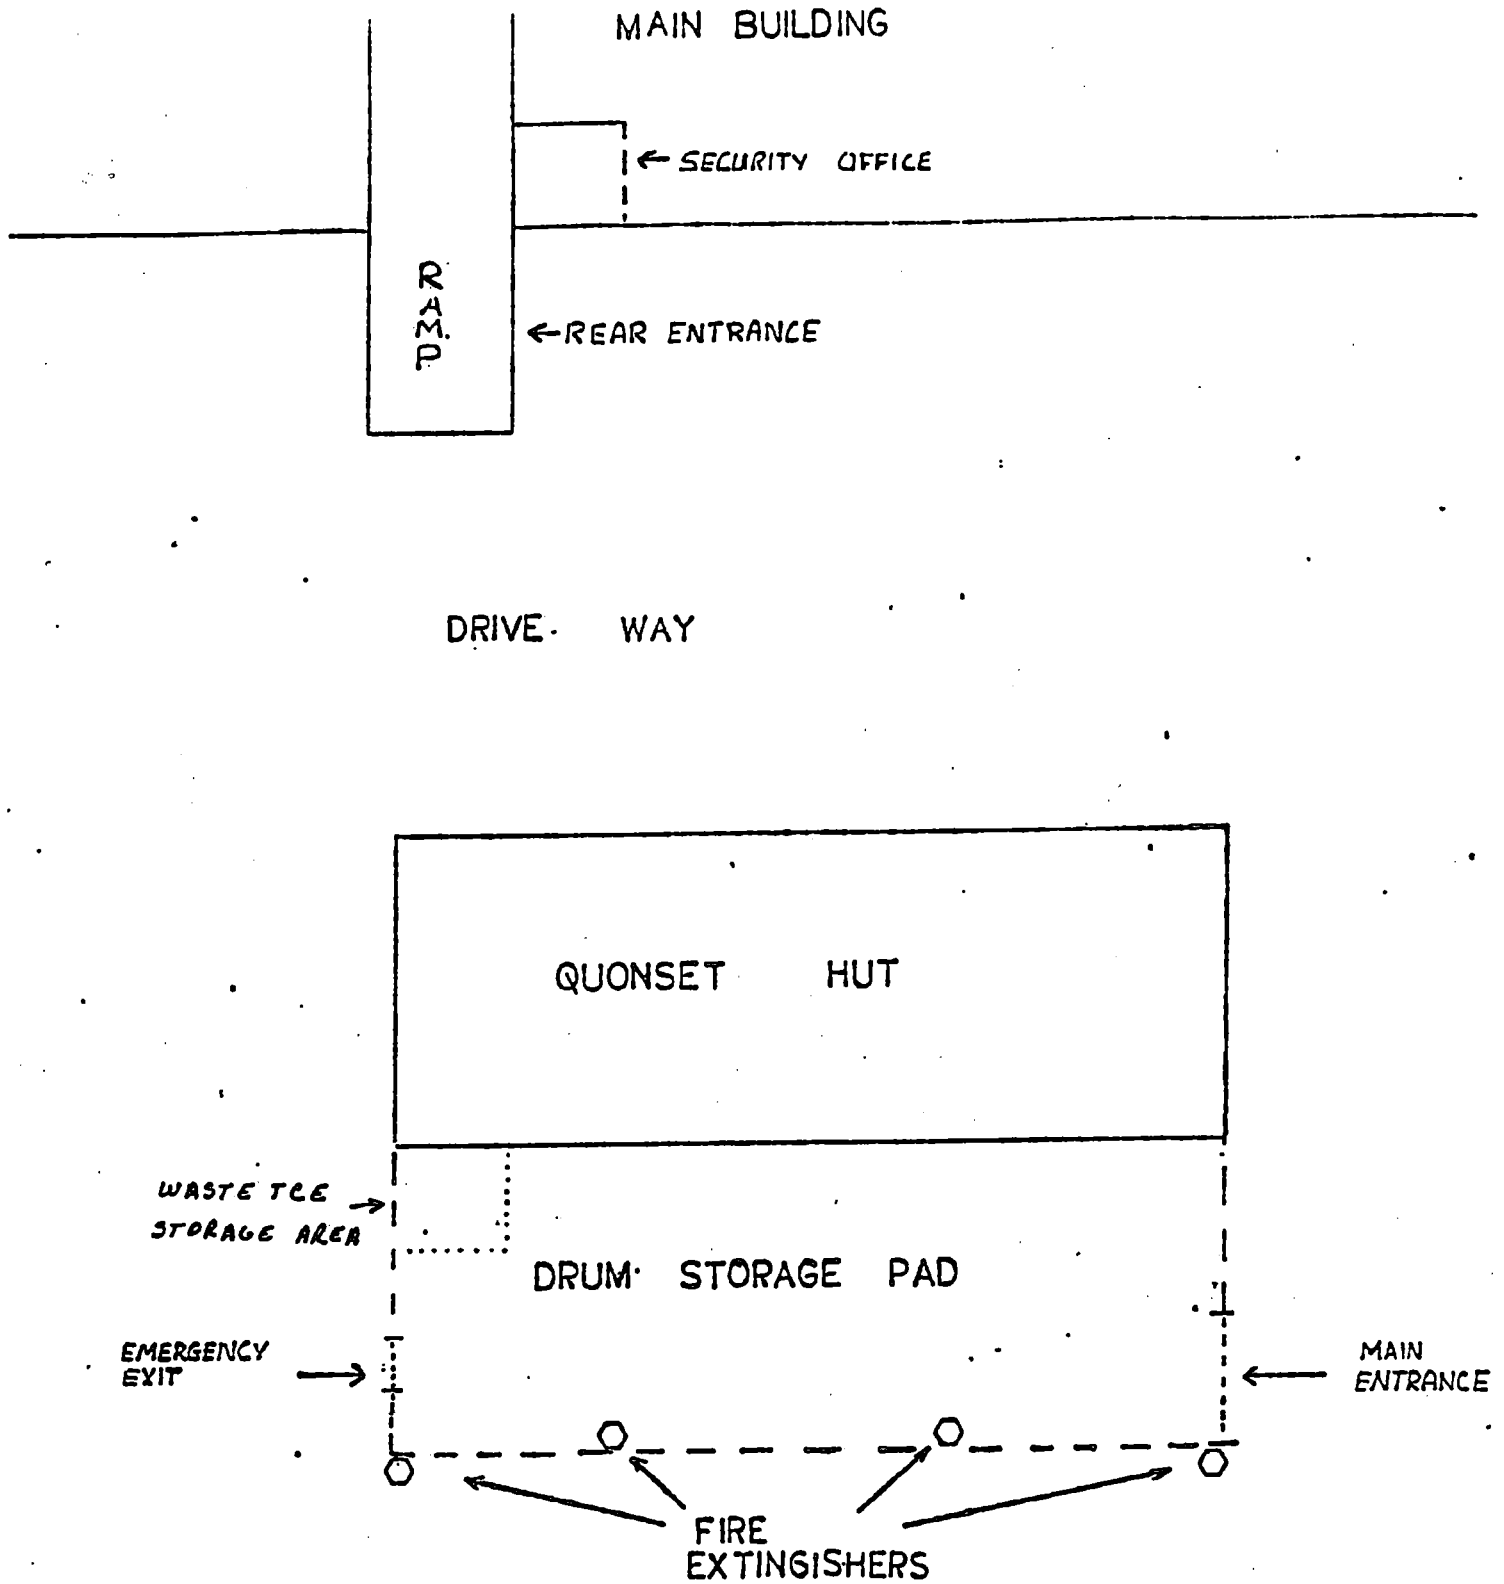 MAIN BUILDING
SECURITY OFFICE
RAMP
REAR ENTRANCE
DRIVE WAY
QUONSET HUT
WASTE TCE
STORAGE AREA
DRUM STORAGE PAD
EMERGENCY
EXIT
MAIN
ENTRANCE
FIRE
EXTINGISHERS